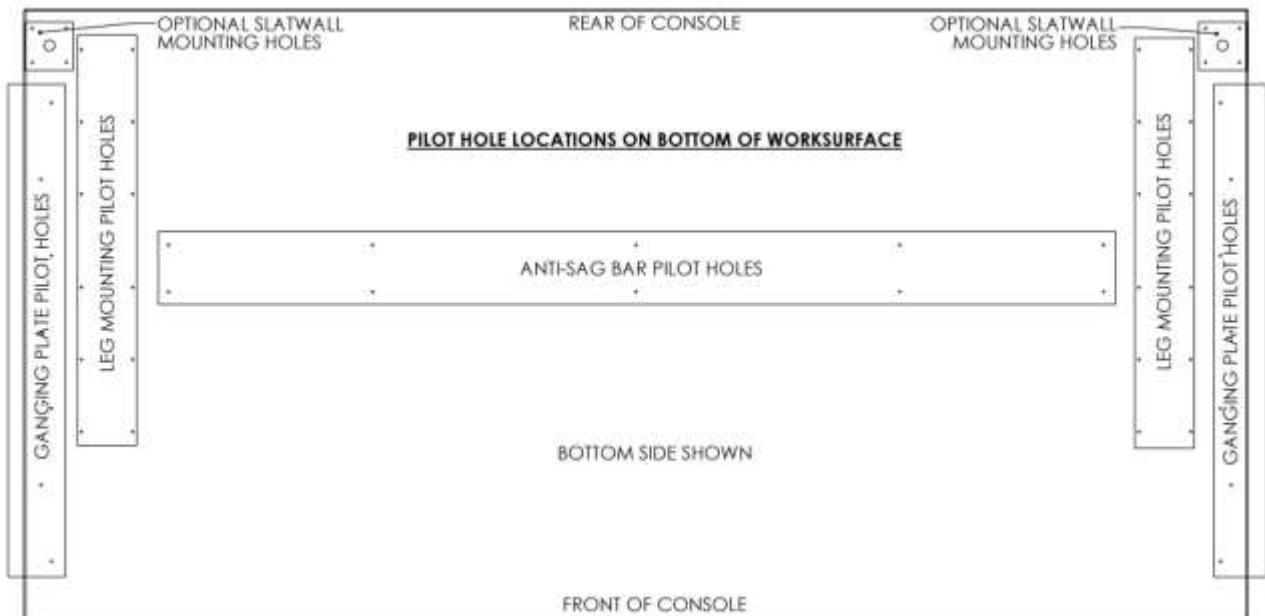 REAR OF CONSOLE
OPTIONAL SLATWALL
MOUNTING HOLES
OPTIONAL SLATWALL
MOUNTING HOLES
PILOT HOLE LOCATIONS ON BOTTOM OF WORKSURFACE
GANGING PLATE PILOT HOLES
LEG MOUNTING PILOT HOLES
ANTI-SAG BAR PILOT HOLES
LEG MOUNTING PILOT HOLES
GANGING PLATE PILOT HOLES
BOTTOM SIDE SHOWN
FRONT OF CONSOLE